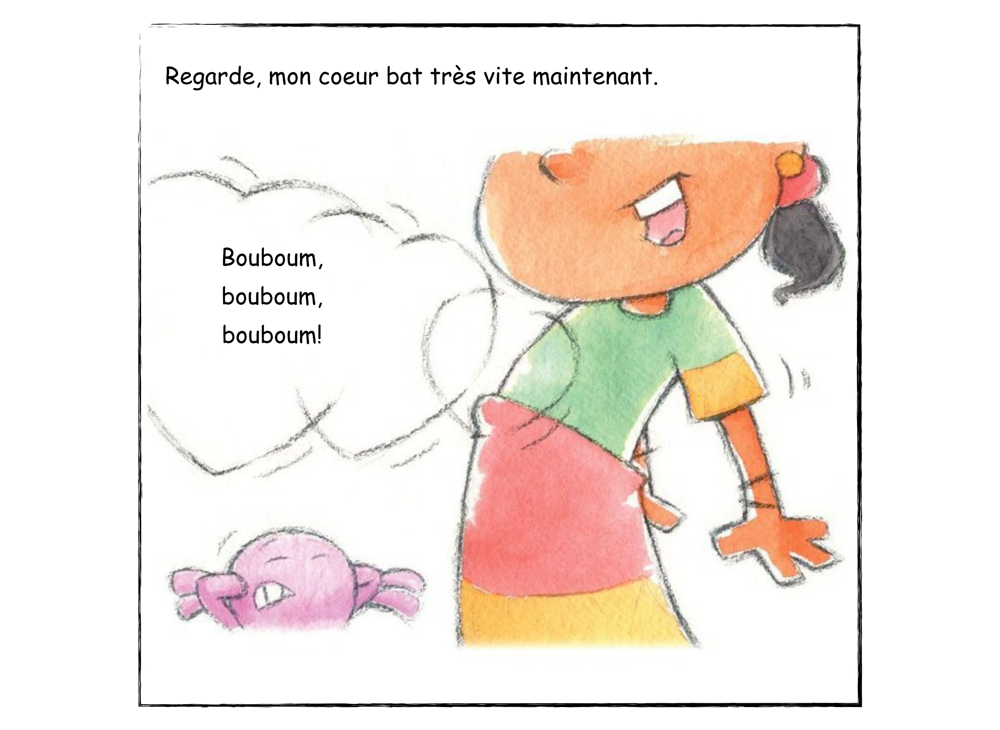 Regarde, mon coeur bat très vite maintenant.
Bouboum,
bouboum,
bouboum!